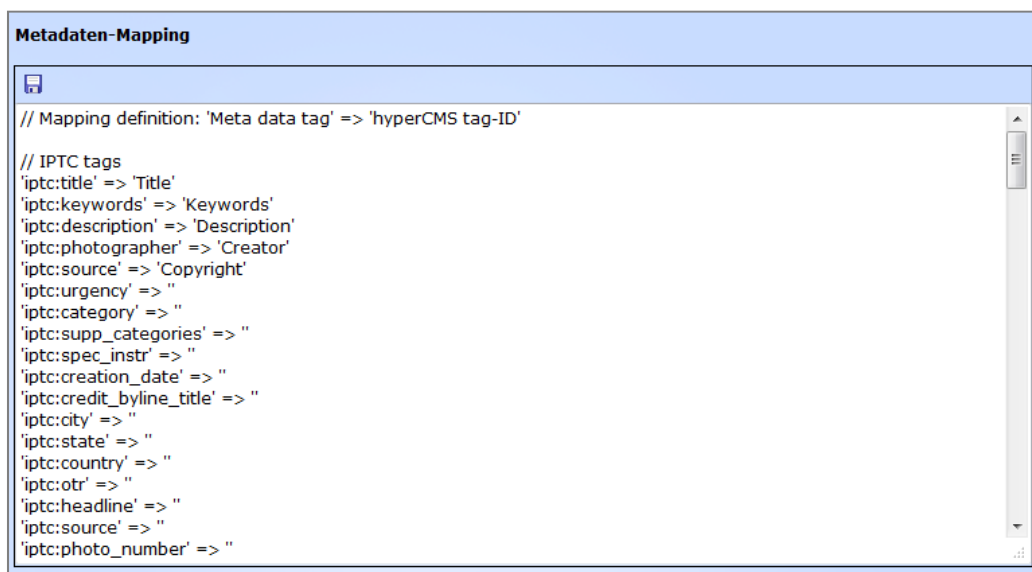 Metadaten-Mapping
// Mapping definition: 'Meta data tag' => 'hyperCMS tag-ID'
// IPTC tags
'iptc:title' => 'Title'
'iptc:keywords' => 'Keywords'
'iptc:description' => 'Description'
'iptc:photographer' => 'Creator'
'iptc:source' => 'Copyright'
'iptc:urgency' => ''
'iptc:category' => ''
'iptc:supp_categories' => ''
'iptc:spec_instr' => ''
'iptc:creation_date' => ''
'iptc:credit_byline_title' => ''
'iptc:city' => ''
'iptc:state' => ''
'iptc:country' => ''
'iptc:otr' => ''
'iptc:headline' => ''
'iptc:source' => ''
'iptc:photo_number' => ''